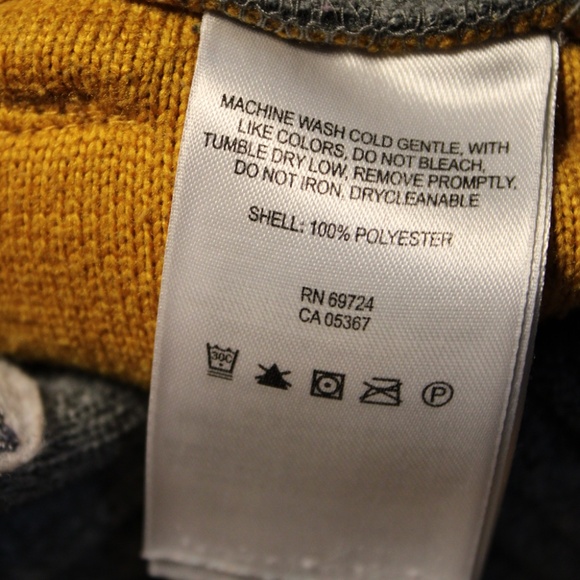 MACHINE WASH COLD GENTLE, WITH
LIKE COLORS, DO NOT BLEACH,
TUMBLE DRY LOW, REMOVE PROMPTLY,
DO NOT IRON, DRYCLEANABLE
SHELL: 100% POLYESTER
RN 69724
CA 05367
30C
P